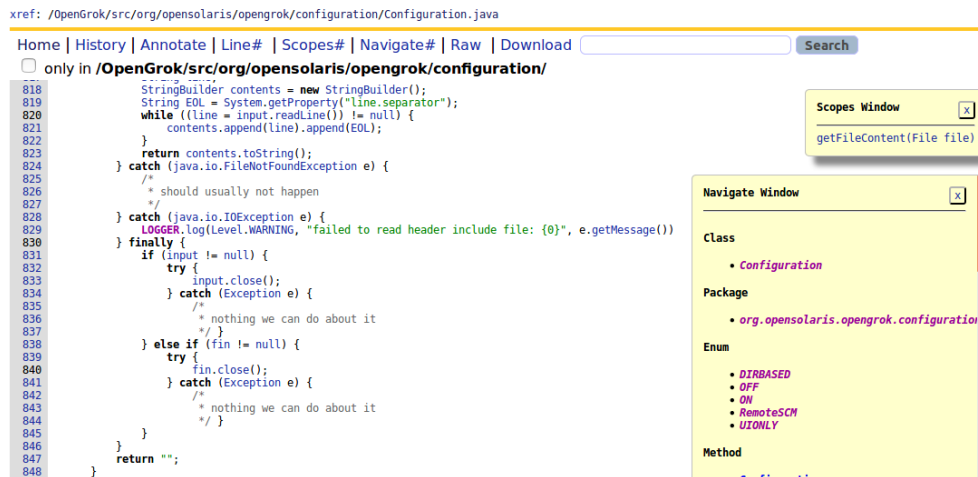 xref: /OpenGrok/src/org/opensolaris/opengrok/configuration/Configuration.java
Home | History | Annotate | Line# | Scopes# | Navigate# | Raw | Download Search
only in /OpenGrok/src/org/opensolaris/opengrok/configuration/
818 StringBuilder contents = new StringBuilder();
819 String EOL = System.getProperty("line.separator");
820 while ((line = input.readLine()) != null) {
821 contents.append(line).append(EOL);
822 }
823 return contents.toString();
824 } catch (java.io.FileNotFoundException e) {
825 /*
826 * should usually not happen
827 */
828 } catch (java.io.IOException e) {
829 LOGGER.log(Level.WARNING, "failed to read header include file: {0}", e.getMessage())
830 } finally {
831 if (input != null) {
832 try {
833 input.close();
834 } catch (Exception e) {
835 /*
836 * nothing we can do about it
837 */ }
838 } else if (fin != null) {
839 try {
840 fin.close();
841 } catch (Exception e) {
842 /*
843 * nothing we can do about it
844 */ }
845 }
846 }
847 return "";
848 }
Scopes Window x
getFileContent(File file)
Navigate Window x
Class
• Configuration
Package
• org.opensolaris.opengrok.configuration
Enum
• DIRBASED
• OFF
• ON
• RemoteSCM
• UIONLY
Method